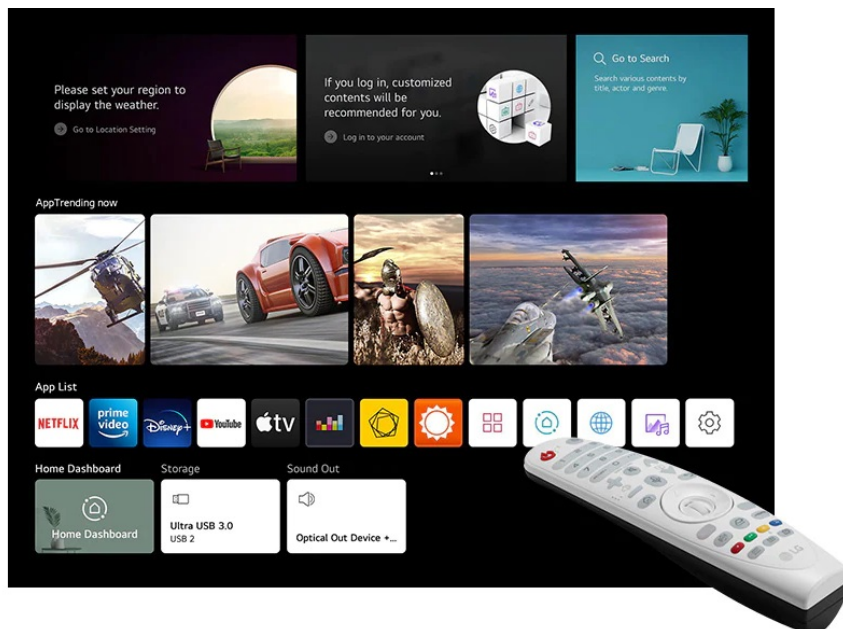 Please set your region to
display the weather.
Go to Location Setting
If you log in, customized
contents will be
recommended for you.
Log in to your account
Go to Search
Search various contents by
title, actor and genre.
AppTrending now
App List
NETFLIX
prime
video
Disney+
YouTube
tv
Home Dashboard
Storage
Sound Out
Home Dashboard
Ultra USB 3.0
USB 2
Optical Out Device +...
LG